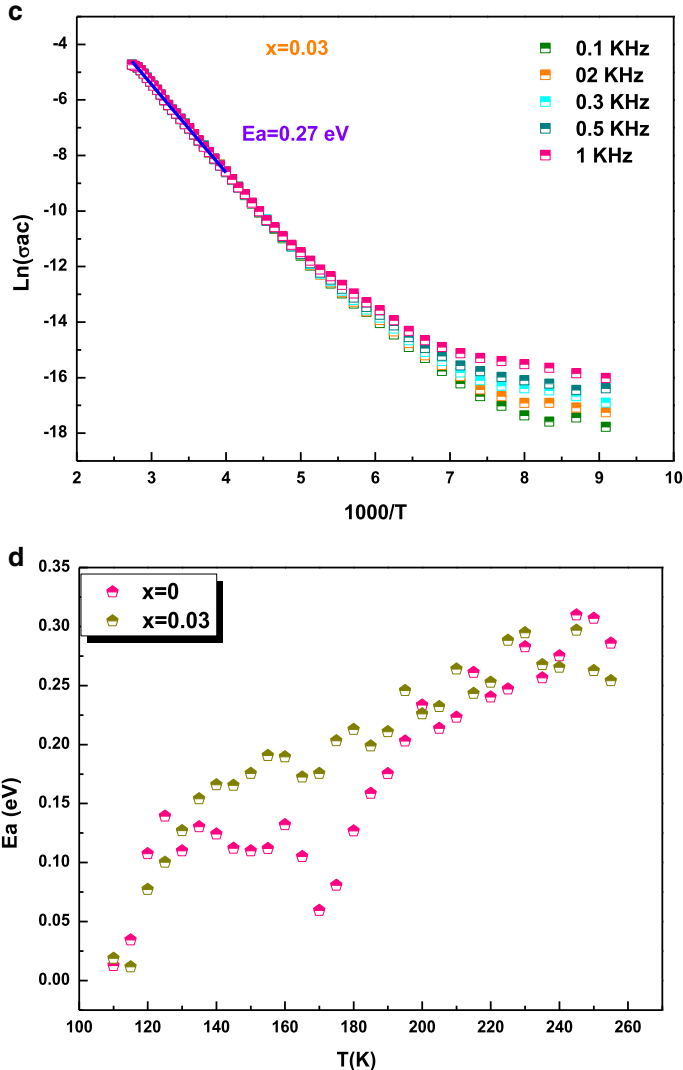 c
-4
-6
-8
-10
-12
-14
-16
-18
Ln(σac)
x=0.03
Ea=0.27 eV
0.1 KHz
02 KHz
0.3 KHz
0.5 KHz
1 KHz
2 3 4 5 6 7 8 9 10
1000/T
d
0.35
0.30
0.25
0.20
0.15
0.10
0.05
0.00
Ea (eV)
x=0
x=0.03
100 120 140 160 180 200 220 240 260
T(K)